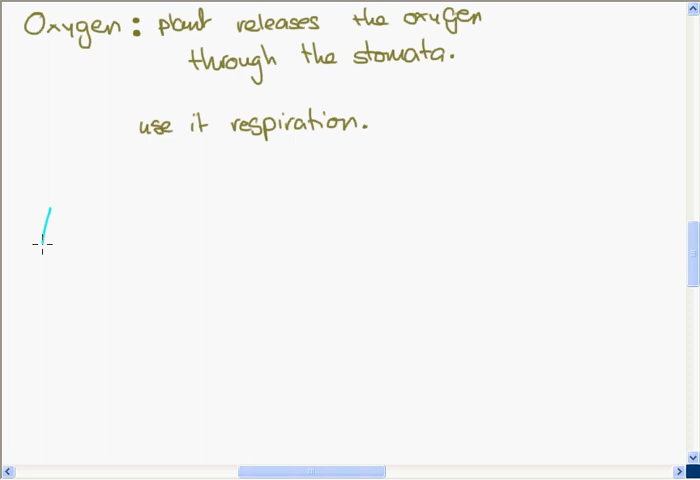 Oxygen: plant releases the oxygen
through the stomata.
use it respiration.